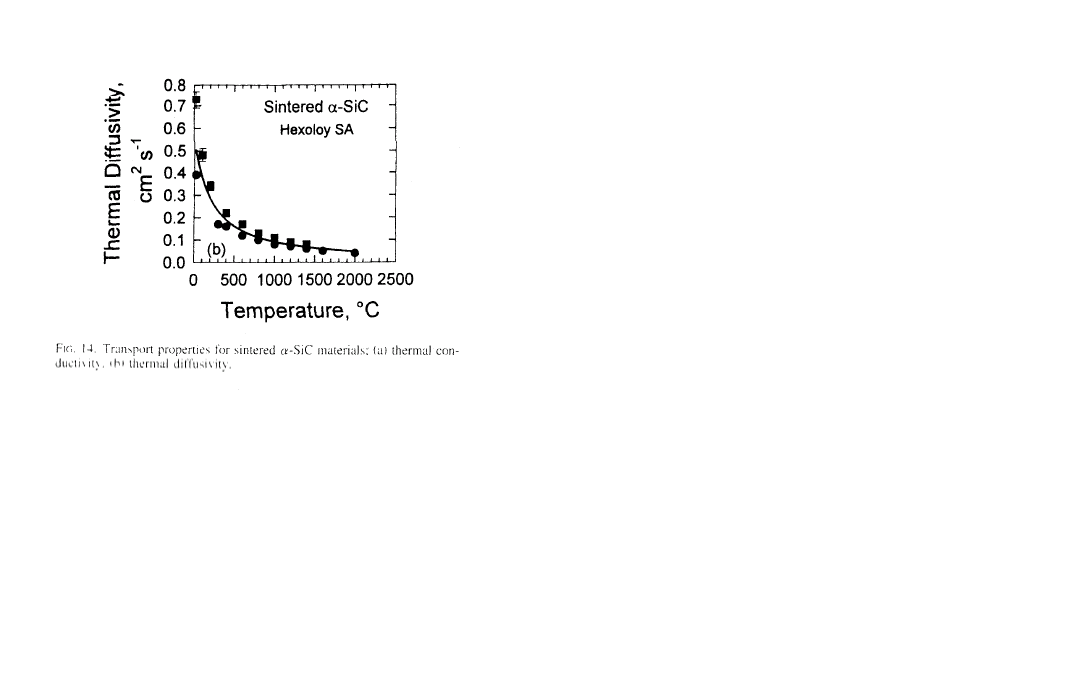 Thermal Diffusivity,
cm² s⁻¹
0.8
0.7
0.6
0.5
0.4
0.3
0.2
0.1
0.0
Sintered α-SiC
Hexoloy SA
(b)
0 500 1000 1500 2000 2500
Temperature, °C
FIG. 14. Transport properties for sintered α-SiC materials; (a) thermal con-
ductivity, (b) thermal diffusivity.